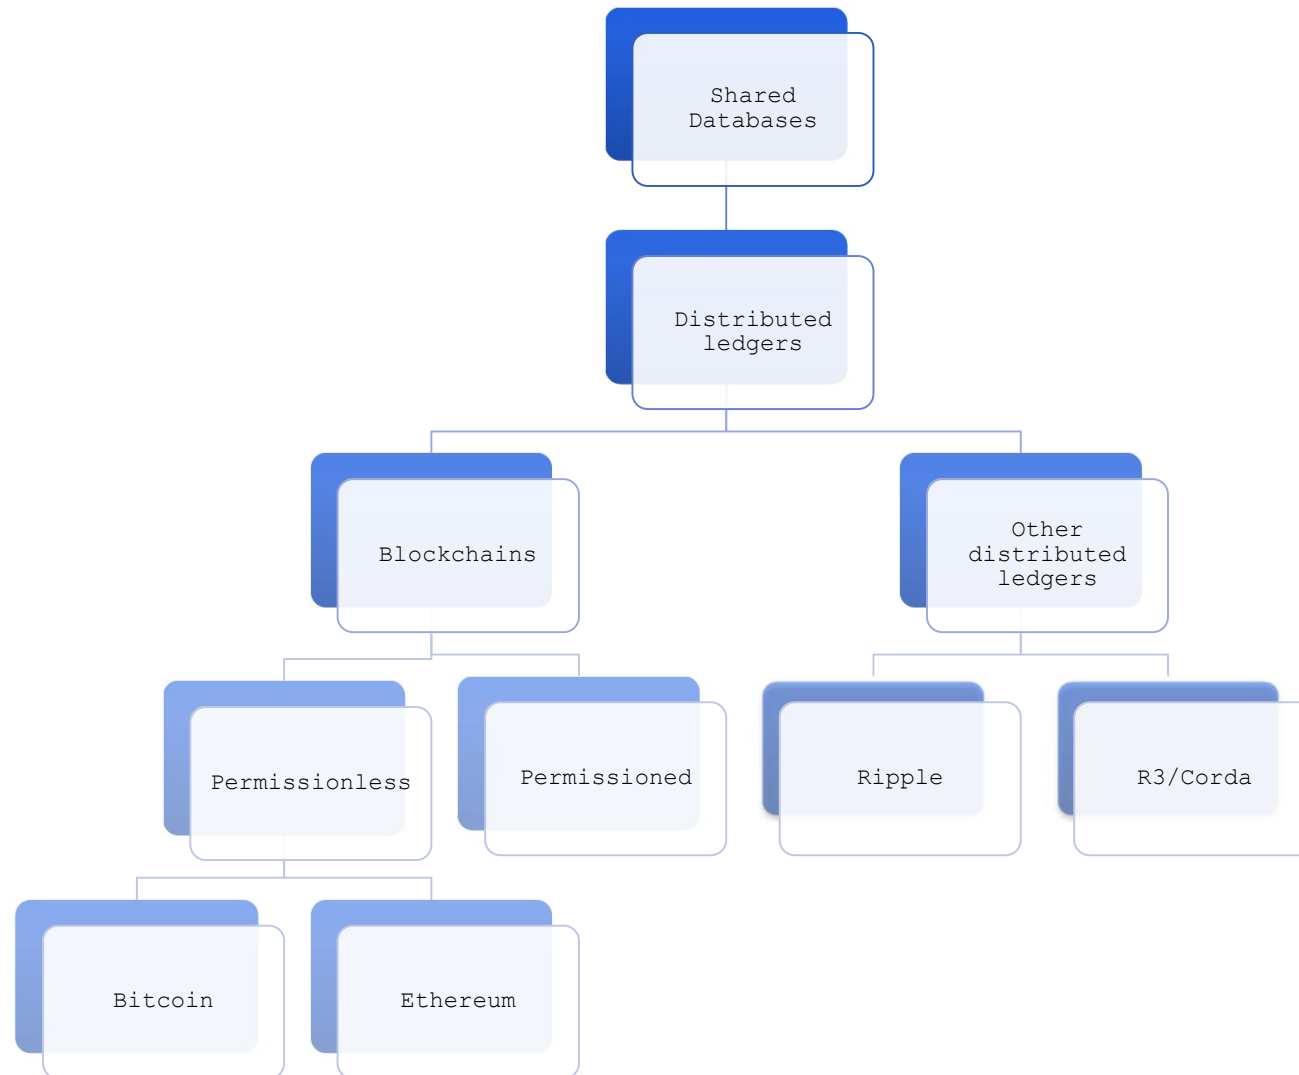 Shared
Databases
Distributed
ledgers
Blockchains
Other
distributed
ledgers
Permissionless
Permissioned
Ripple
R3/Corda
Bitcoin
Ethereum